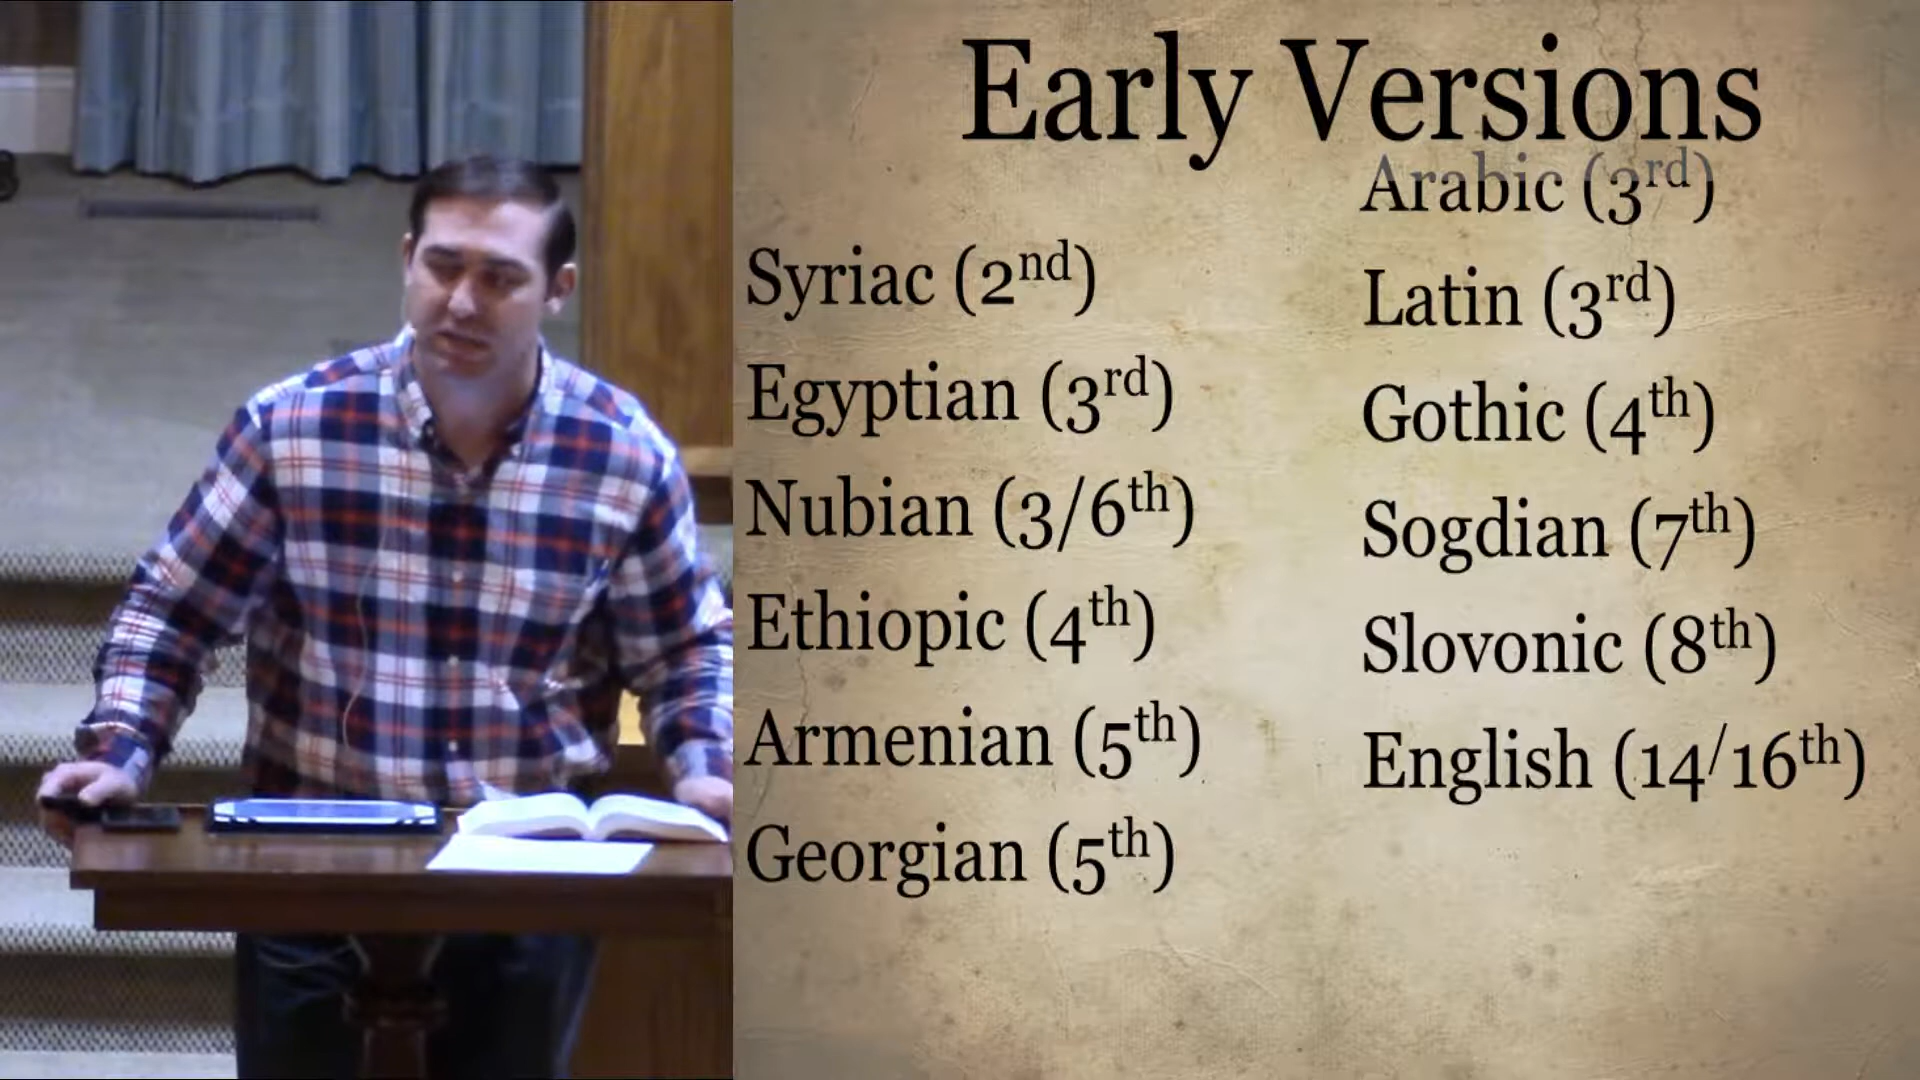 Early Versions
Syriac (2nd)
Egyptian (3rd)
Nubian (3/6th)
Ethiopic (4th)
Armenian (5th)
Georgian (5th)
Arabic (3rd)
Latin (3rd)
Gothic (4th)
Sogdian (7th)
Slovonic (8th)
English (14/16th)